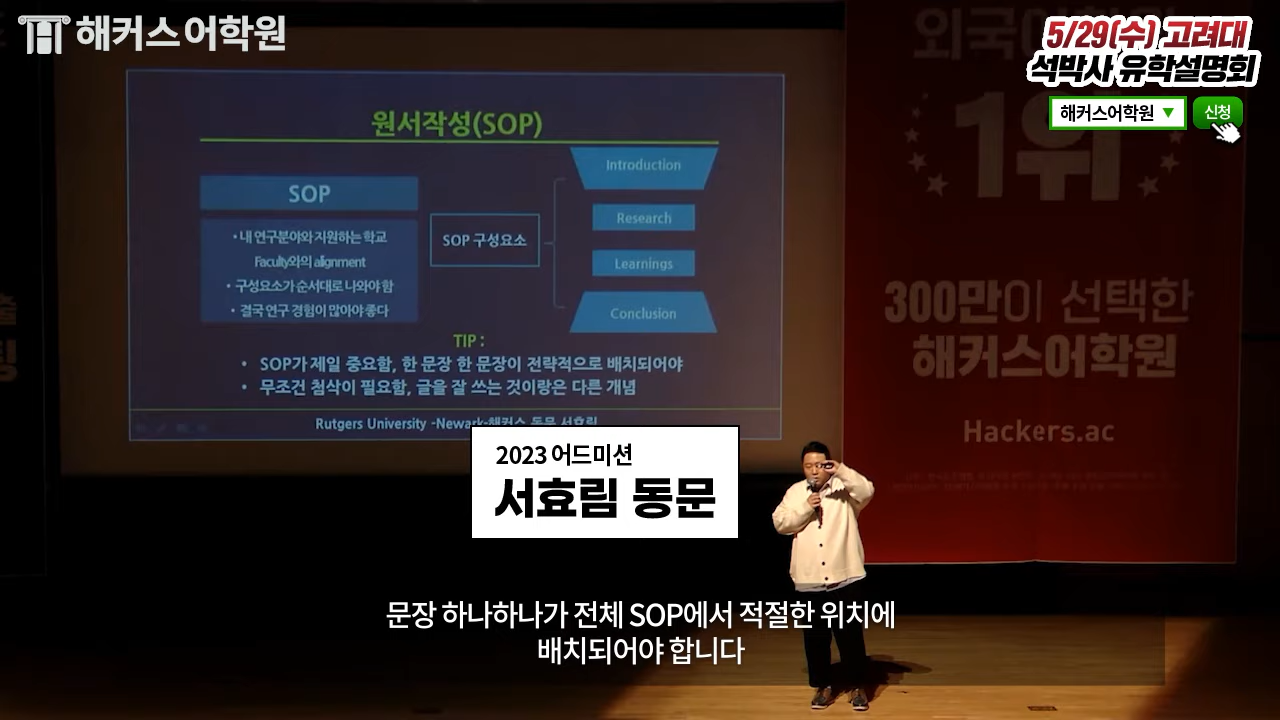 해커스어학원
5/29(수) 고려대
석박사 유학설명회
해커스어학원 ▼
신청
외국어
1위
300만이 선택한
해커스어학원
Hackers.ac
원서작성(SOP)
SOP
• 내 연구분야와 지원하는 학교
Faculty와의 alignment
• 구성요소가 순서대로 나와야 함
• 결국 연구 경험이 많아야 좋다
SOP 구성요소
Introduction
Research
Learnings
Conclusion
TIP :
• SOP가 제일 중요함, 한 문장 한 문장이 전략적으로 배치되어야
• 무조건 첨삭이 필요함, 글을 잘 쓰는 것이랑은 다른 개념
Rutgers University -Newark-해커스 동문 서효림
2023 어드미션
서효림 동문
문장 하나하나가 전체 SOP에서 적절한 위치에
배치되어야 합니다